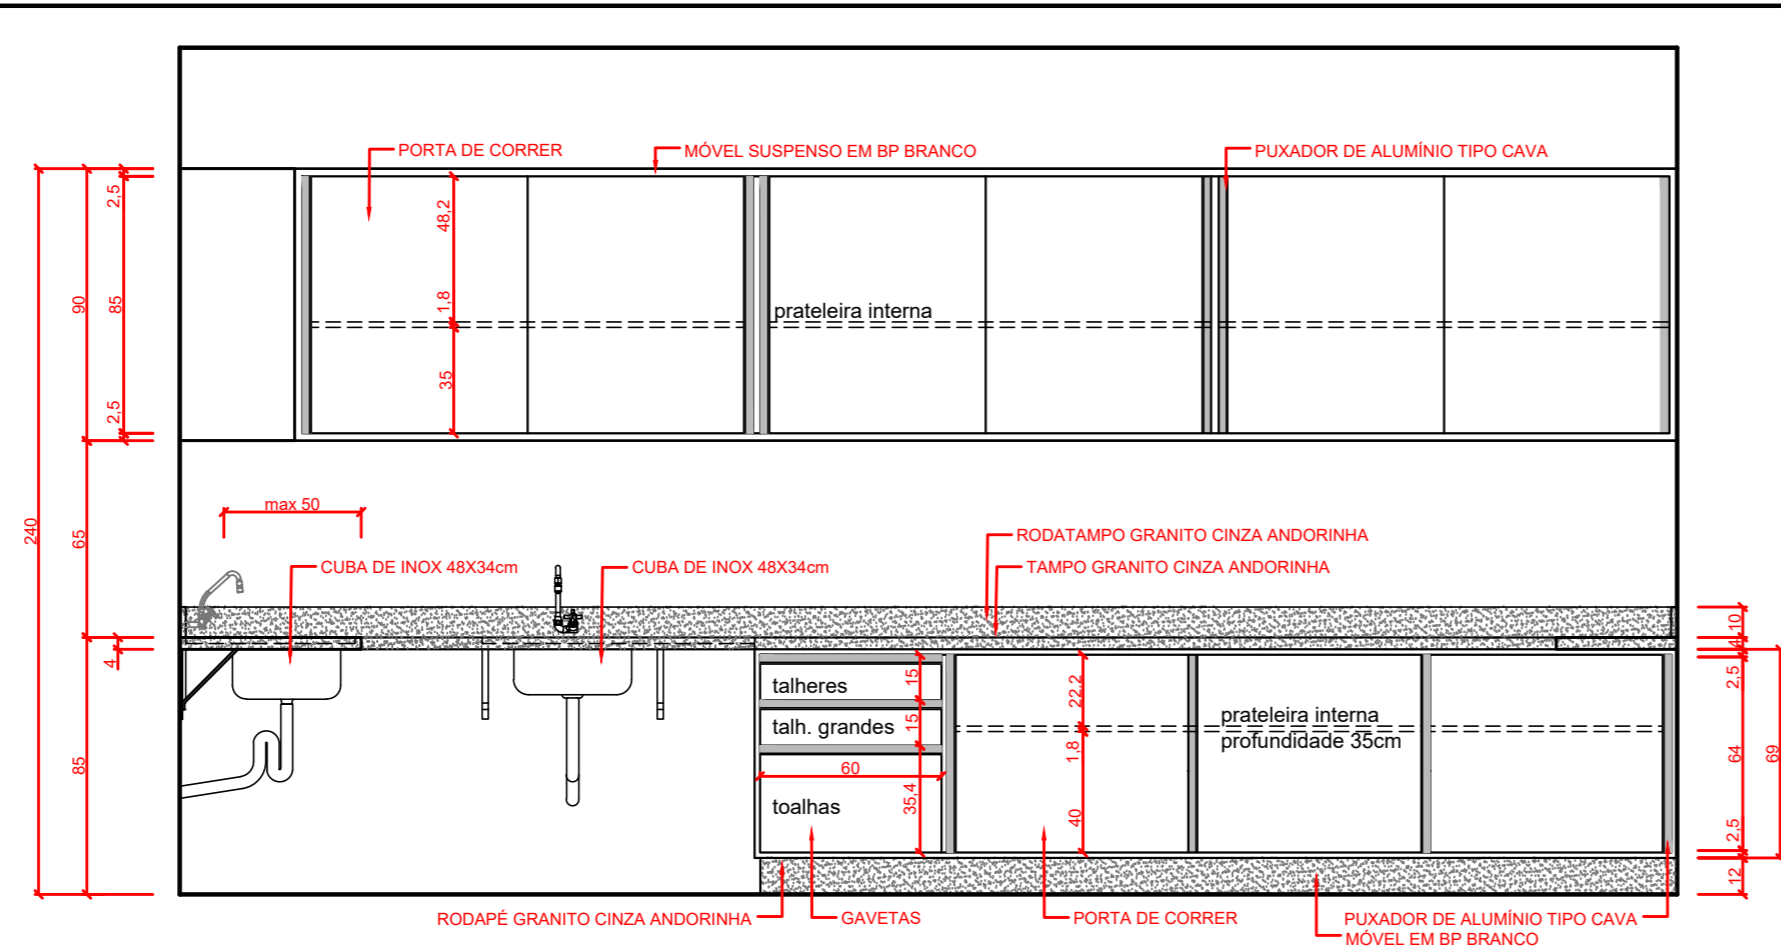 PORTA DE CORRER
MÓVEL SUSPENSO EM BP BRANCO
PUXADOR DE ALUMÍNIO TIPO CAVA
2,5
48,2
90
85
1,8
prateleira interna
35
2,5
max 50
240
65
RODATAMPO GRANITO CINZA ANDORINHA
CUBA DE INOX 48X34cm
CUBA DE INOX 48X34cm
TAMPO GRANITO CINZA ANDORINHA
10
4
4
talheres
15
22,2
2,5
talh. grandes
15
prateleira interna
profundidade 35cm
1,8
64
69
85
60
35,4
toalhas
40
2,5
12
RODAPÉ GRANITO CINZA ANDORINHA
GAVETAS
PORTA DE CORRER
PUXADOR DE ALUMÍNIO TIPO CAVA
MÓVEL EM BP BRANCO